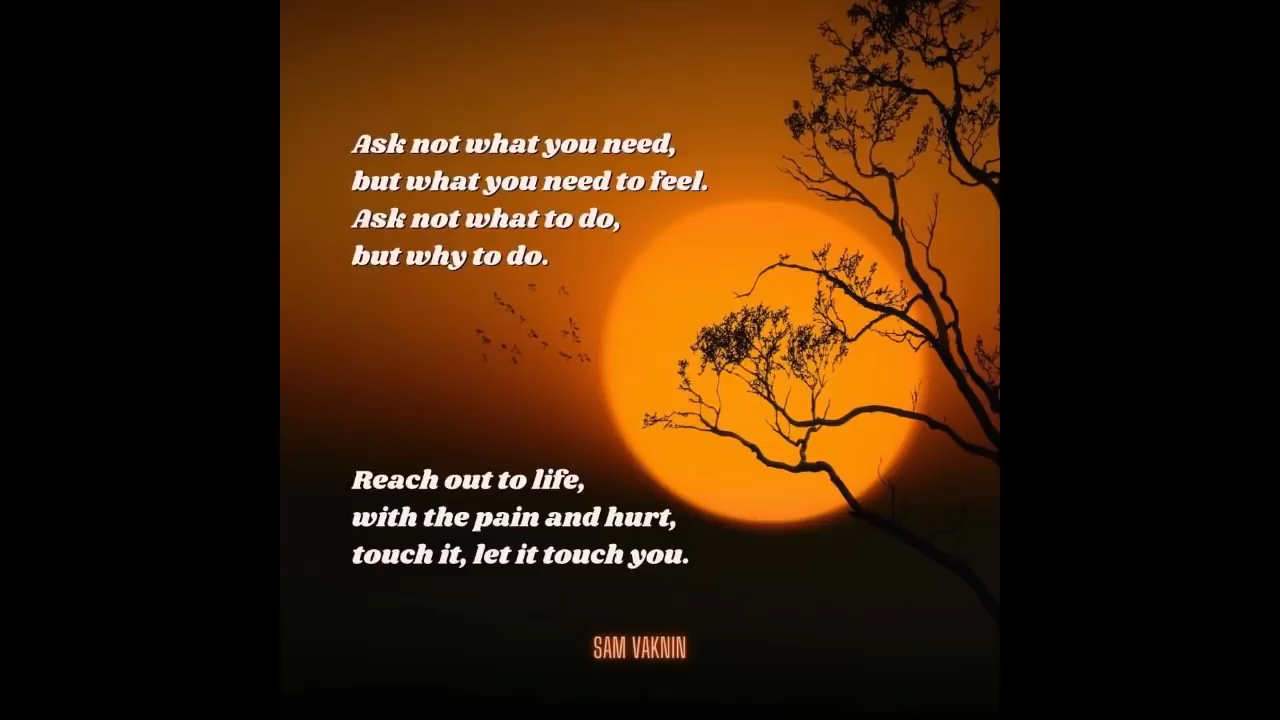 Ask not what you need,
but what you need to feel.
Ask not what to do,
but why to do.
Reach out to life,
with the pain and hurt,
touch it, let it touch you.
SAM VAKNIN